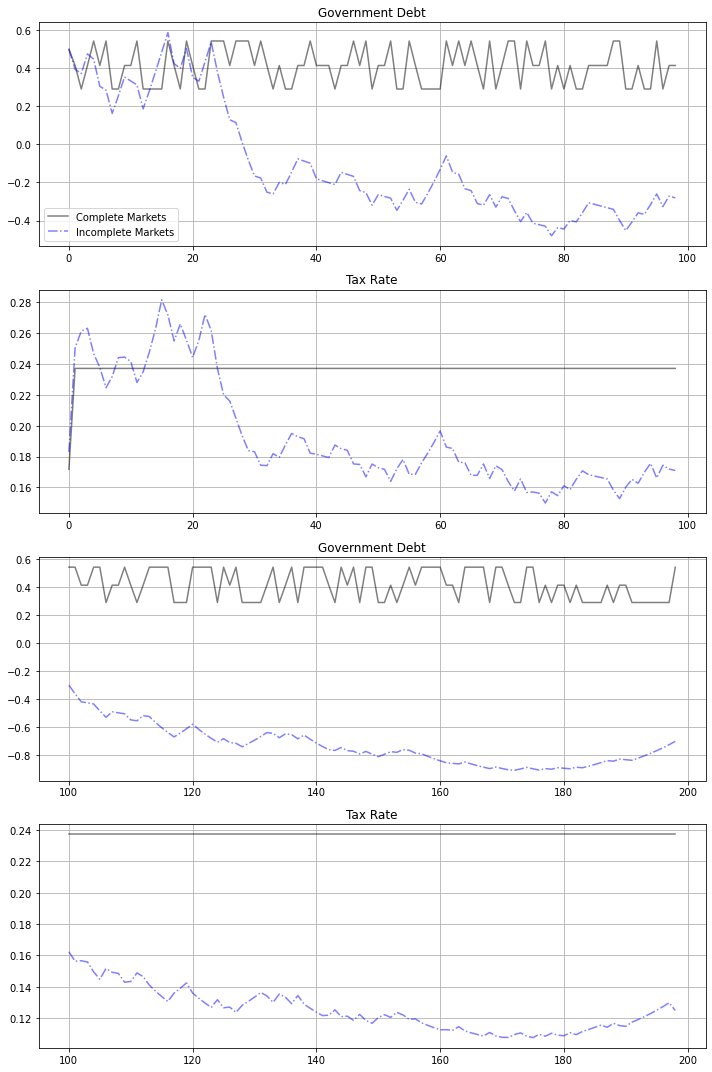 Government Debt
0.6
0.4
0.2
0.0
−0.2
−0.4
Complete Markets
Incomplete Markets
0 20 40 60 80 100
Tax Rate
0.28
0.26
0.24
0.22
0.20
0.18
0.16
0 20 40 60 80 100
Government Debt
0.6
0.4
0.2
0.0
−0.2
−0.4
−0.6
−0.8
100 120 140 160 180 200
Tax Rate
0.24
0.22
0.20
0.18
0.16
0.14
0.12
100 120 140 160 180 200